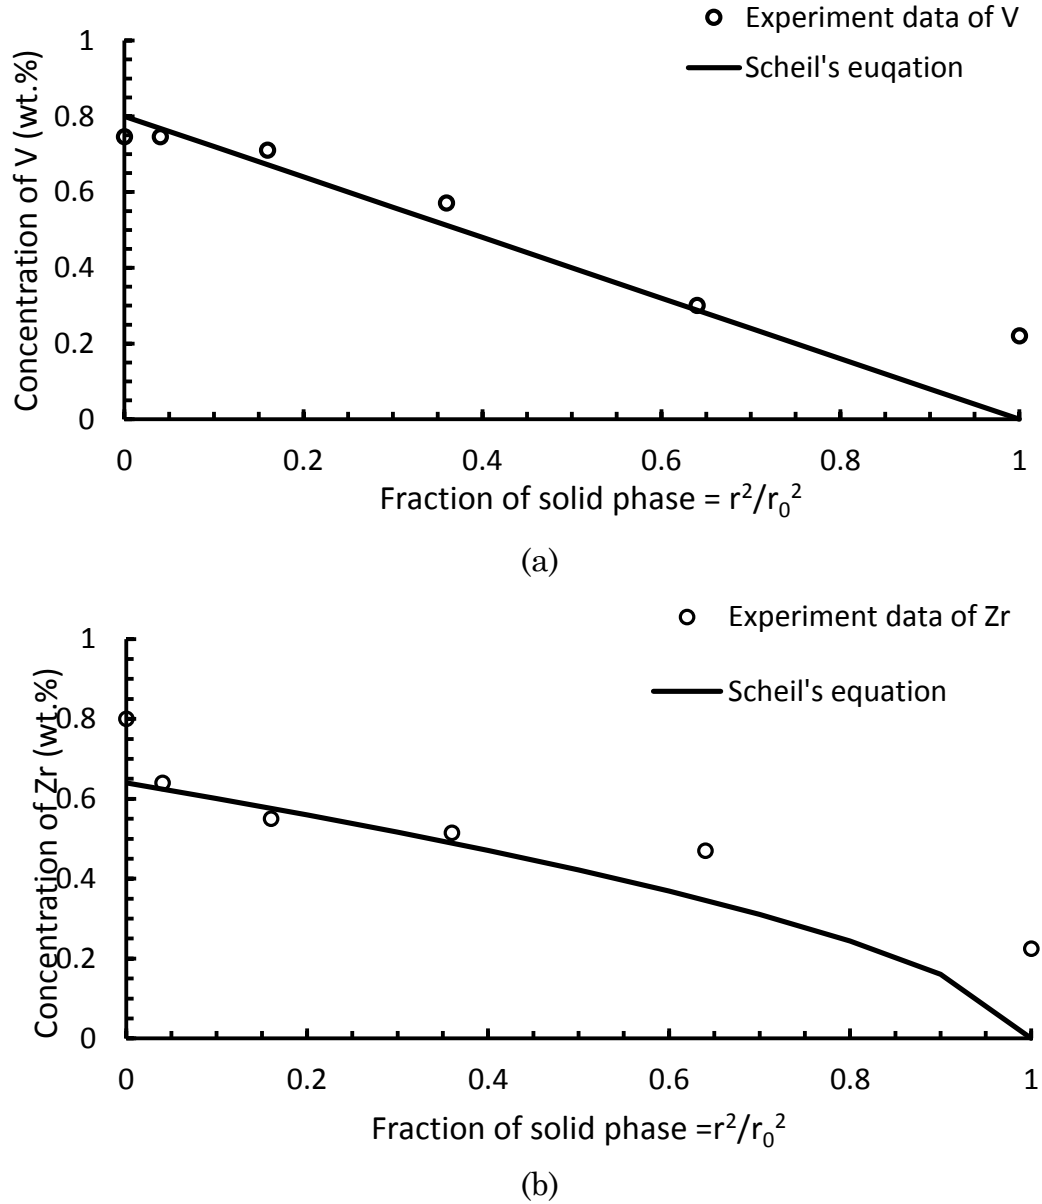 Experiment data of V
Scheil's euqation
Concentration of V (wt.%)
1
0.8
0.6
0.4
0.2
0
0 0.2 0.4 0.6 0.8 1
Fraction of solid phase = r²/r₀²
(a)
Experiment data of Zr
Scheil's equation
Concentration of Zr (wt.%)
1
0.8
0.6
0.4
0.2
0
0 0.2 0.4 0.6 0.8 1
Fraction of solid phase =r²/r₀²
(b)